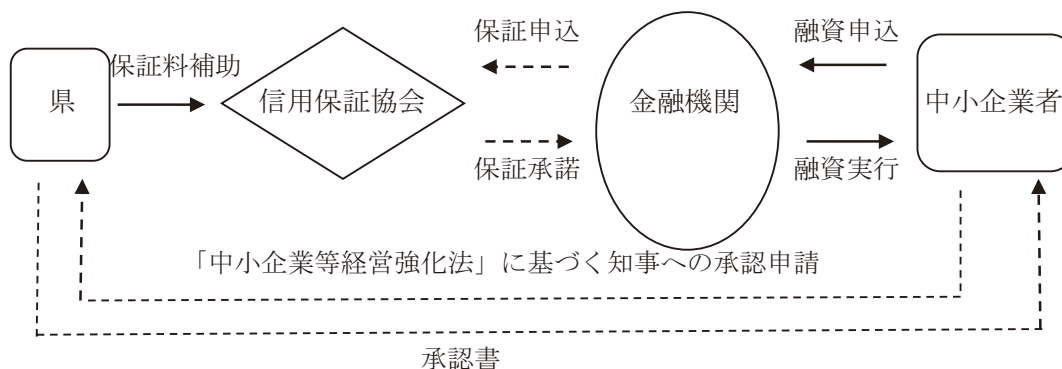 保証申込
融資申込
保証料補助
県
信用保証協会
金融機関
中小企業者
保証承諾
融資実行
「中小企業等経営強化法」に基づく知事への承認申請
承認書